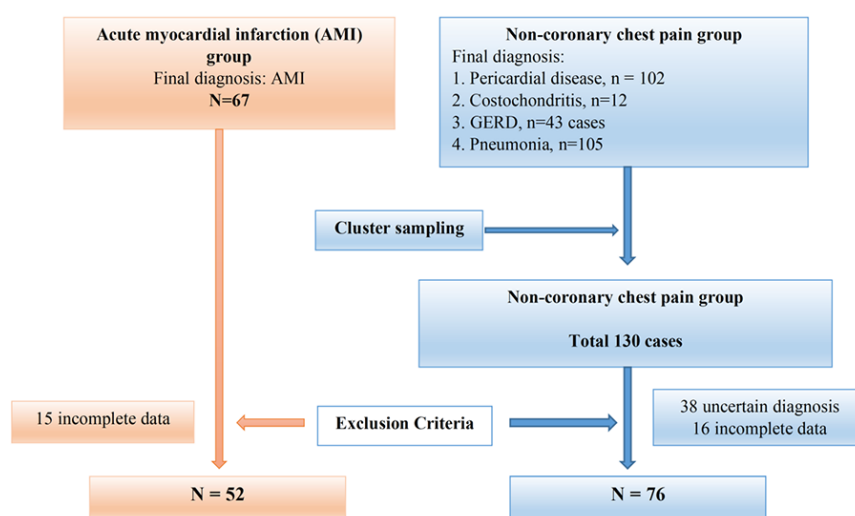 Acute myocardial infarction (AMI)
group
Final diagnosis: AMI
N=67
Non-coronary chest pain group
Final diagnosis:
1. Pericardial disease, n = 102
2. Costochondritis, n=12
3. GERD, n=43 cases
4. Pneumonia, n=105
Cluster sampling
Non-coronary chest pain group
Total 130 cases
15 incomplete data
Exclusion Criteria
38 uncertain diagnosis
16 incomplete data
N = 52
N = 76